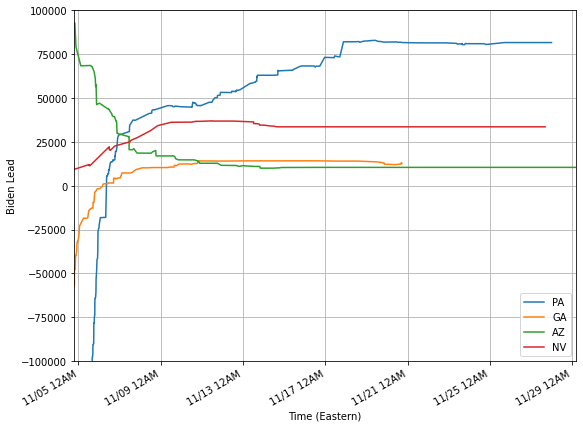 100000
75000
50000
25000
0
−25000
−50000
−75000
−100000
Biden Lead
11/05 12AM
11/09 12AM
11/13 12AM
11/17 12AM
11/21 12AM
11/25 12AM
11/29 12AM
Time (Eastern)
PA
GA
AZ
NV